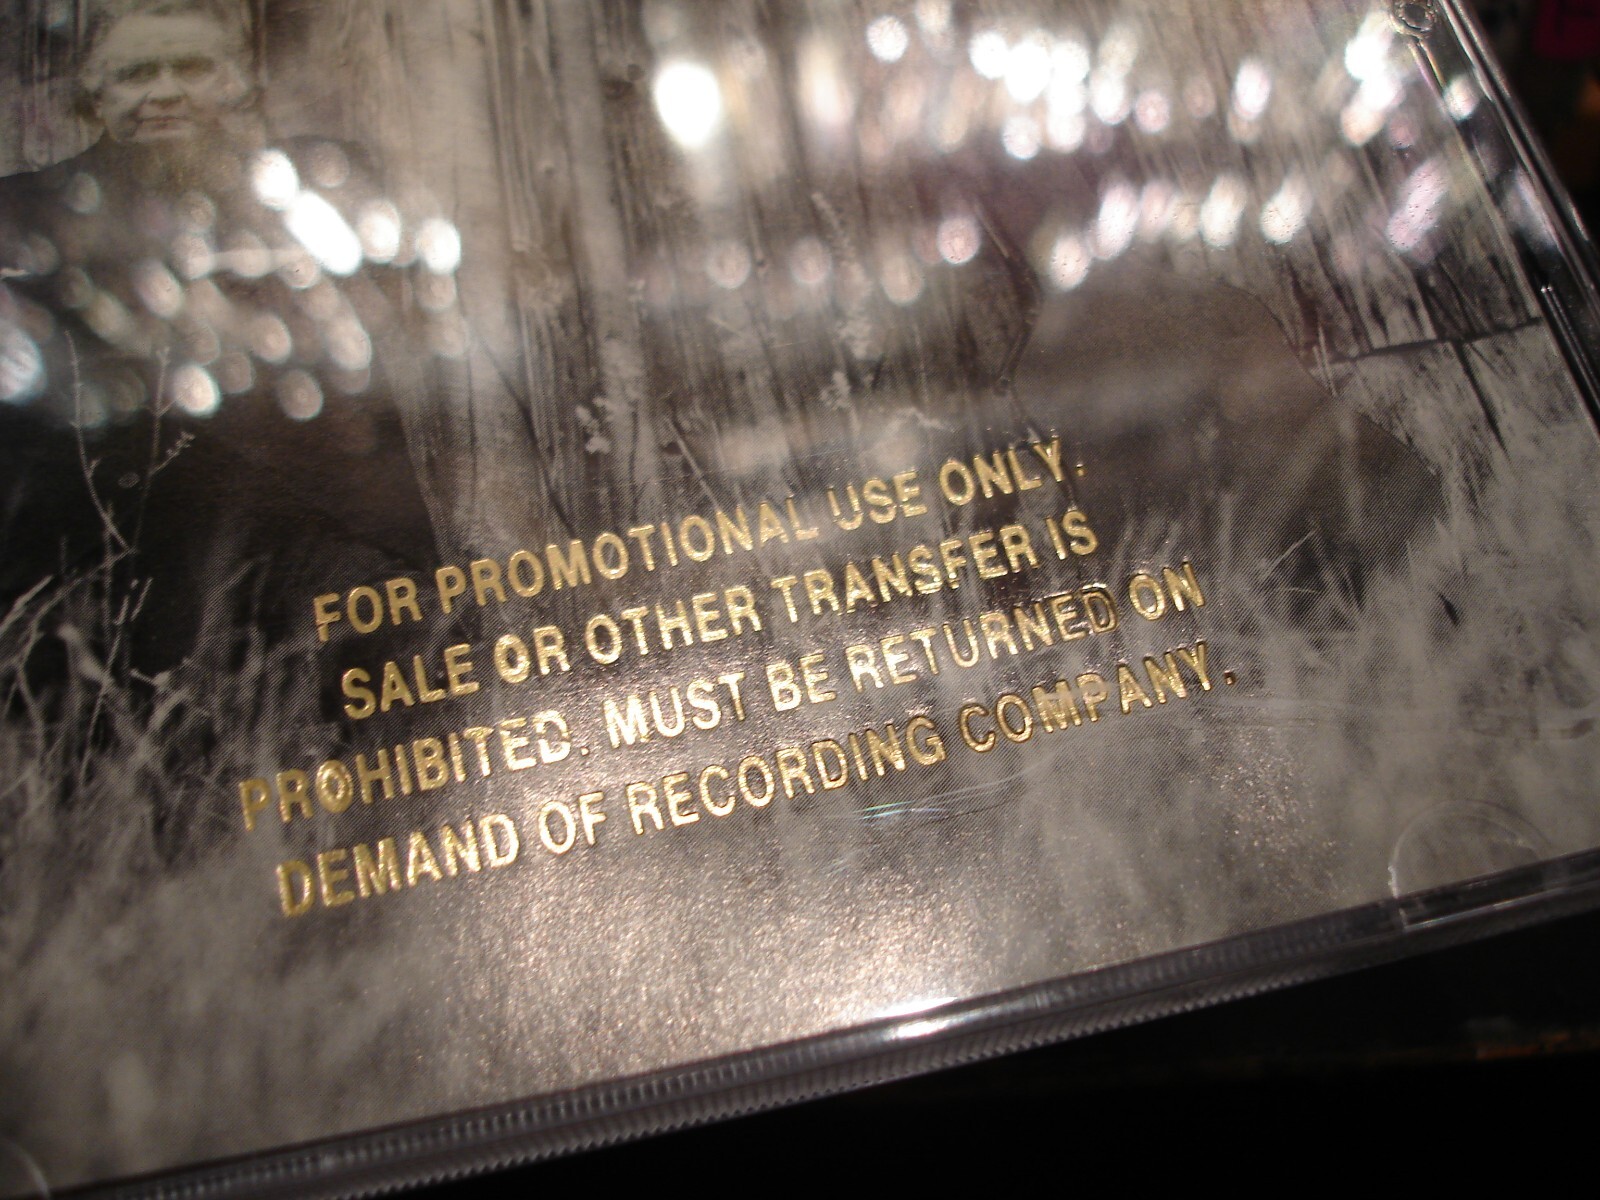 FOR PROMOTIONAL USE ONLY.
SALE OR OTHER TRANSFER IS
PROHIBITED. MUST BE RETURNED ON
DEMAND OF RECORDING COMPANY.